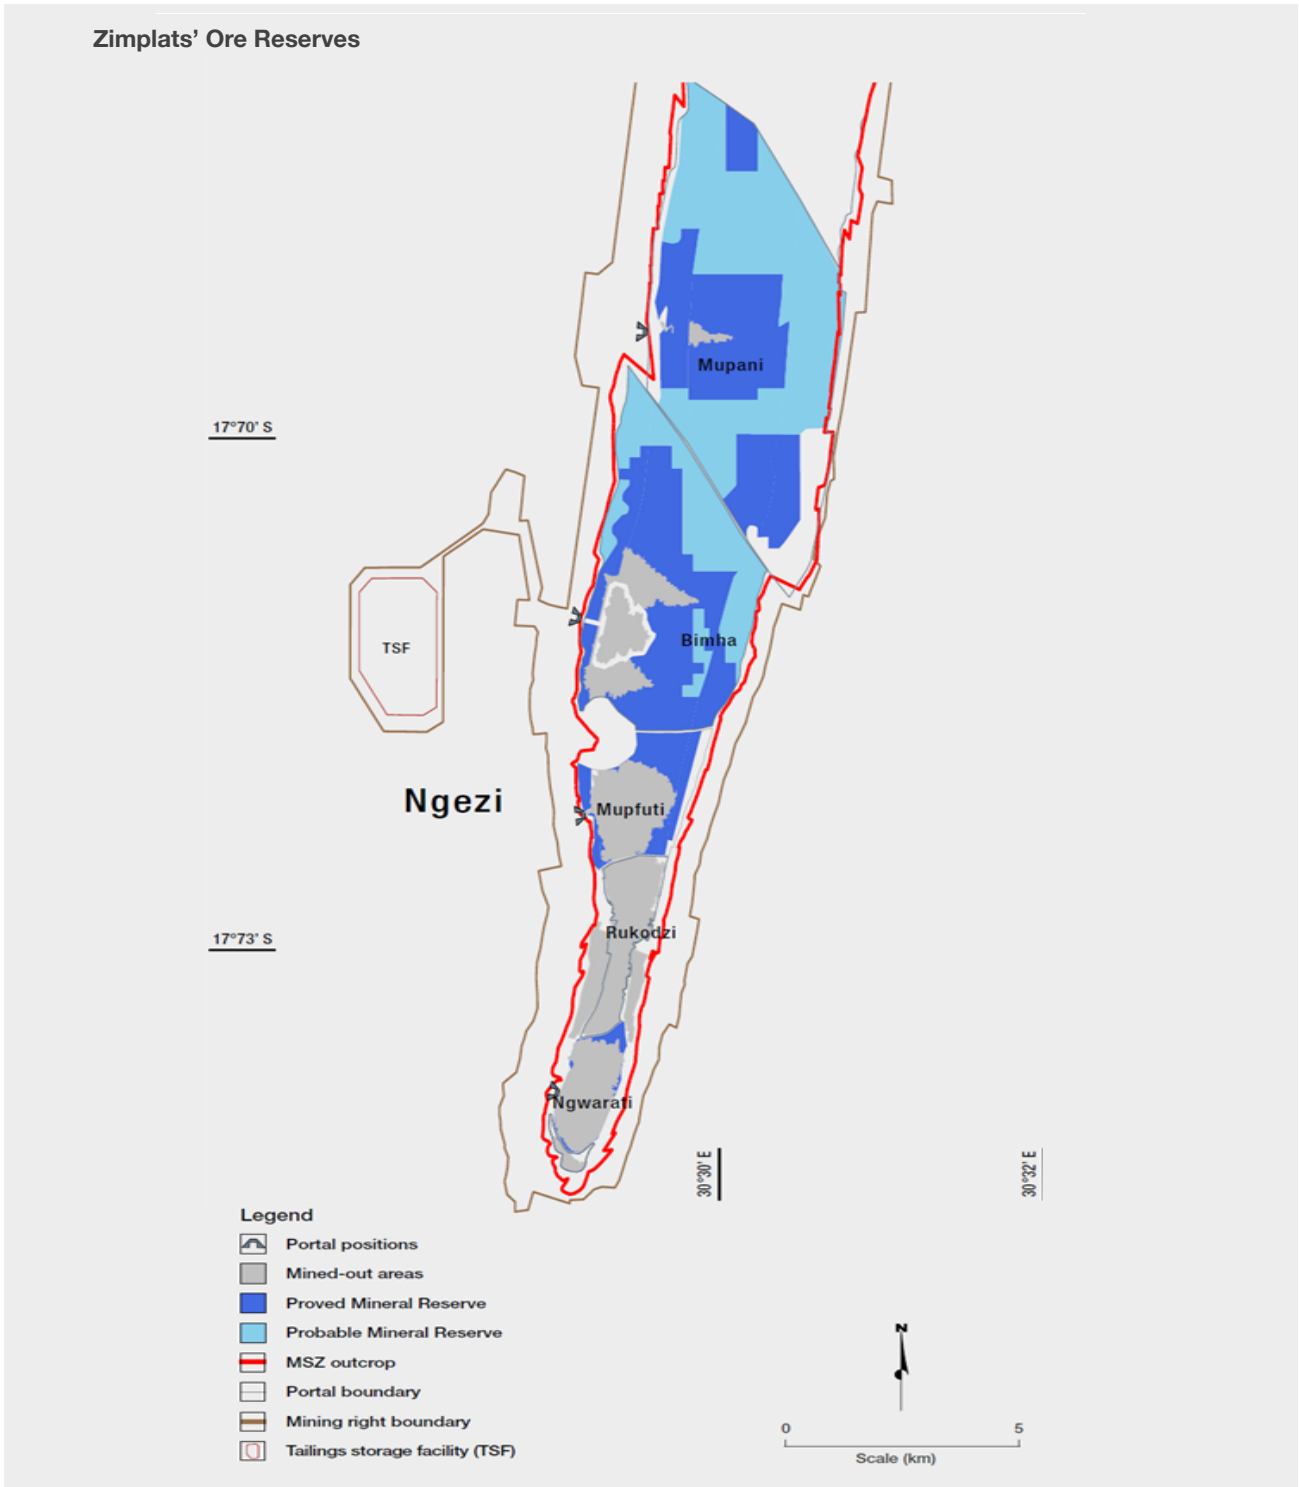 Zimplats’ Ore Reserves
Mupani
17°70' S
Bimha
TSF
Ngezi
Mupfuti
Rukodzi
17°73' S
Ngwarati
30°30' E
30°32' E
Legend
Portal positions
Mined-out areas
Proved Mineral Reserve
Probable Mineral Reserve
MSZ outcrop
Portal boundary
Mining right boundary
Tailings storage facility (TSF)
N
0 5
Scale (km)